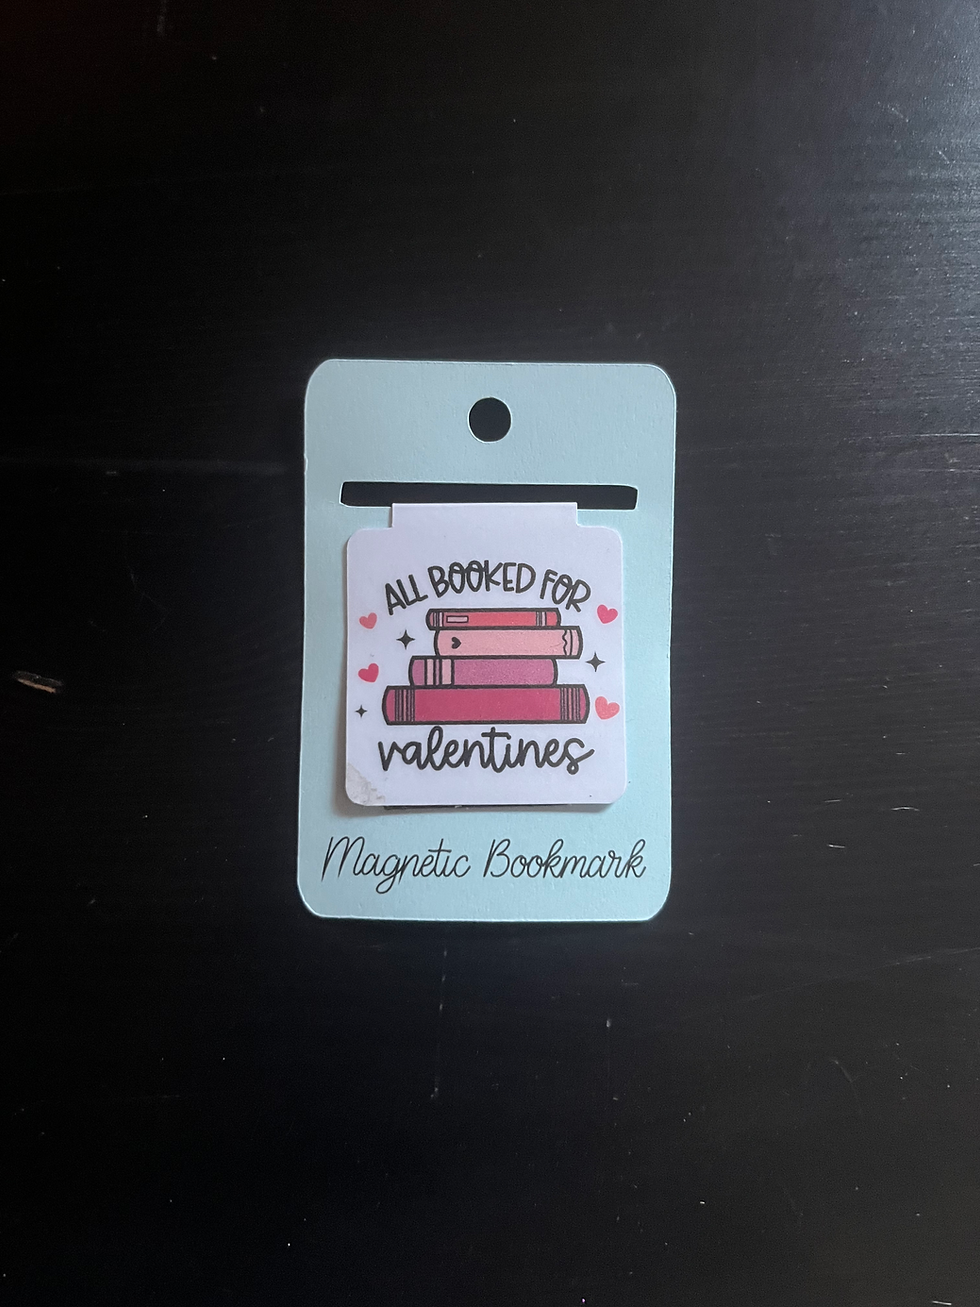 ALL BOOKED FOR
valentines
Magnetic Bookmark